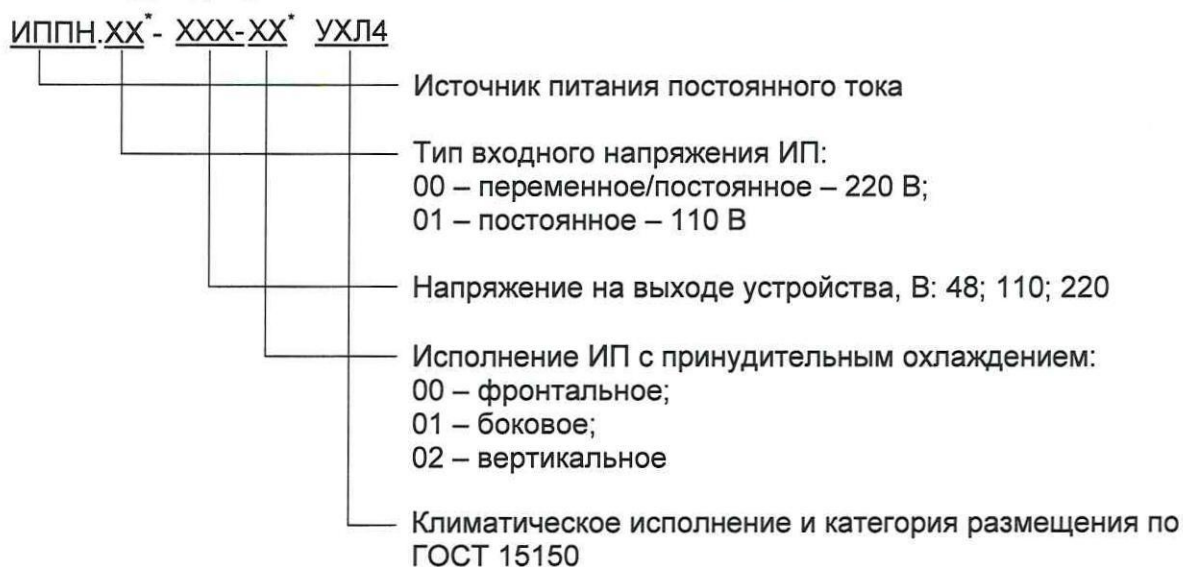 ИППН.ХХ*- ХХХ-ХХ* УХЛ4
Источник питания постоянного тока
Тип входного напряжения ИП:
00 – переменное/постоянное – 220 В;
01 – постоянное – 110 В
Напряжение на выходе устройства, В: 48; 110; 220
Исполнение ИП с принудительным охлаждением:
00 – фронтальное;
01 – боковое;
02 – вертикальное
Климатическое исполнение и категория размещения по
ГОСТ 15150